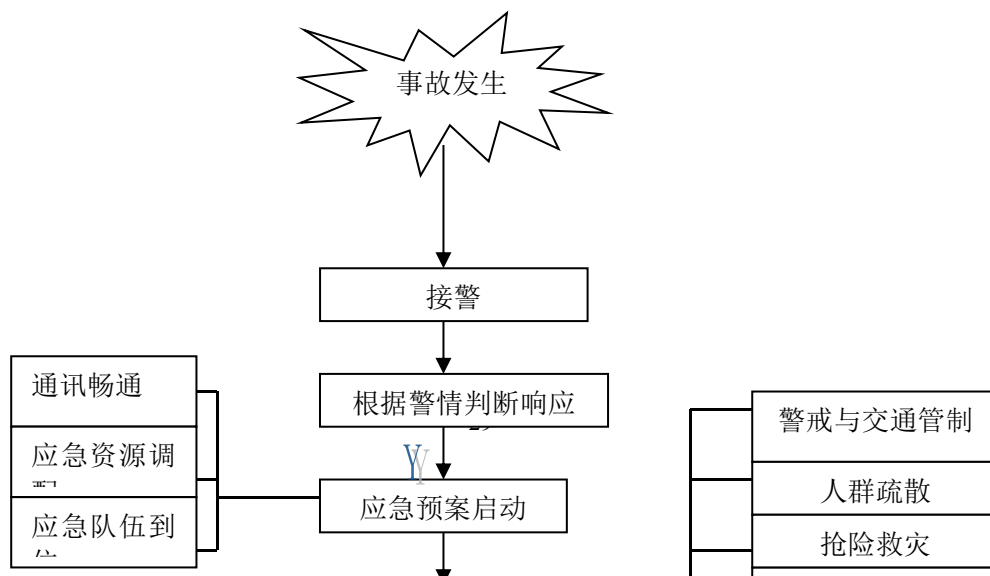 事故发生
接警
根据警情判断响应
Y
通讯畅通
应急资源调
应急队伍到
应急预案启动
警戒与交通管制
人群疏散
抢险救灾